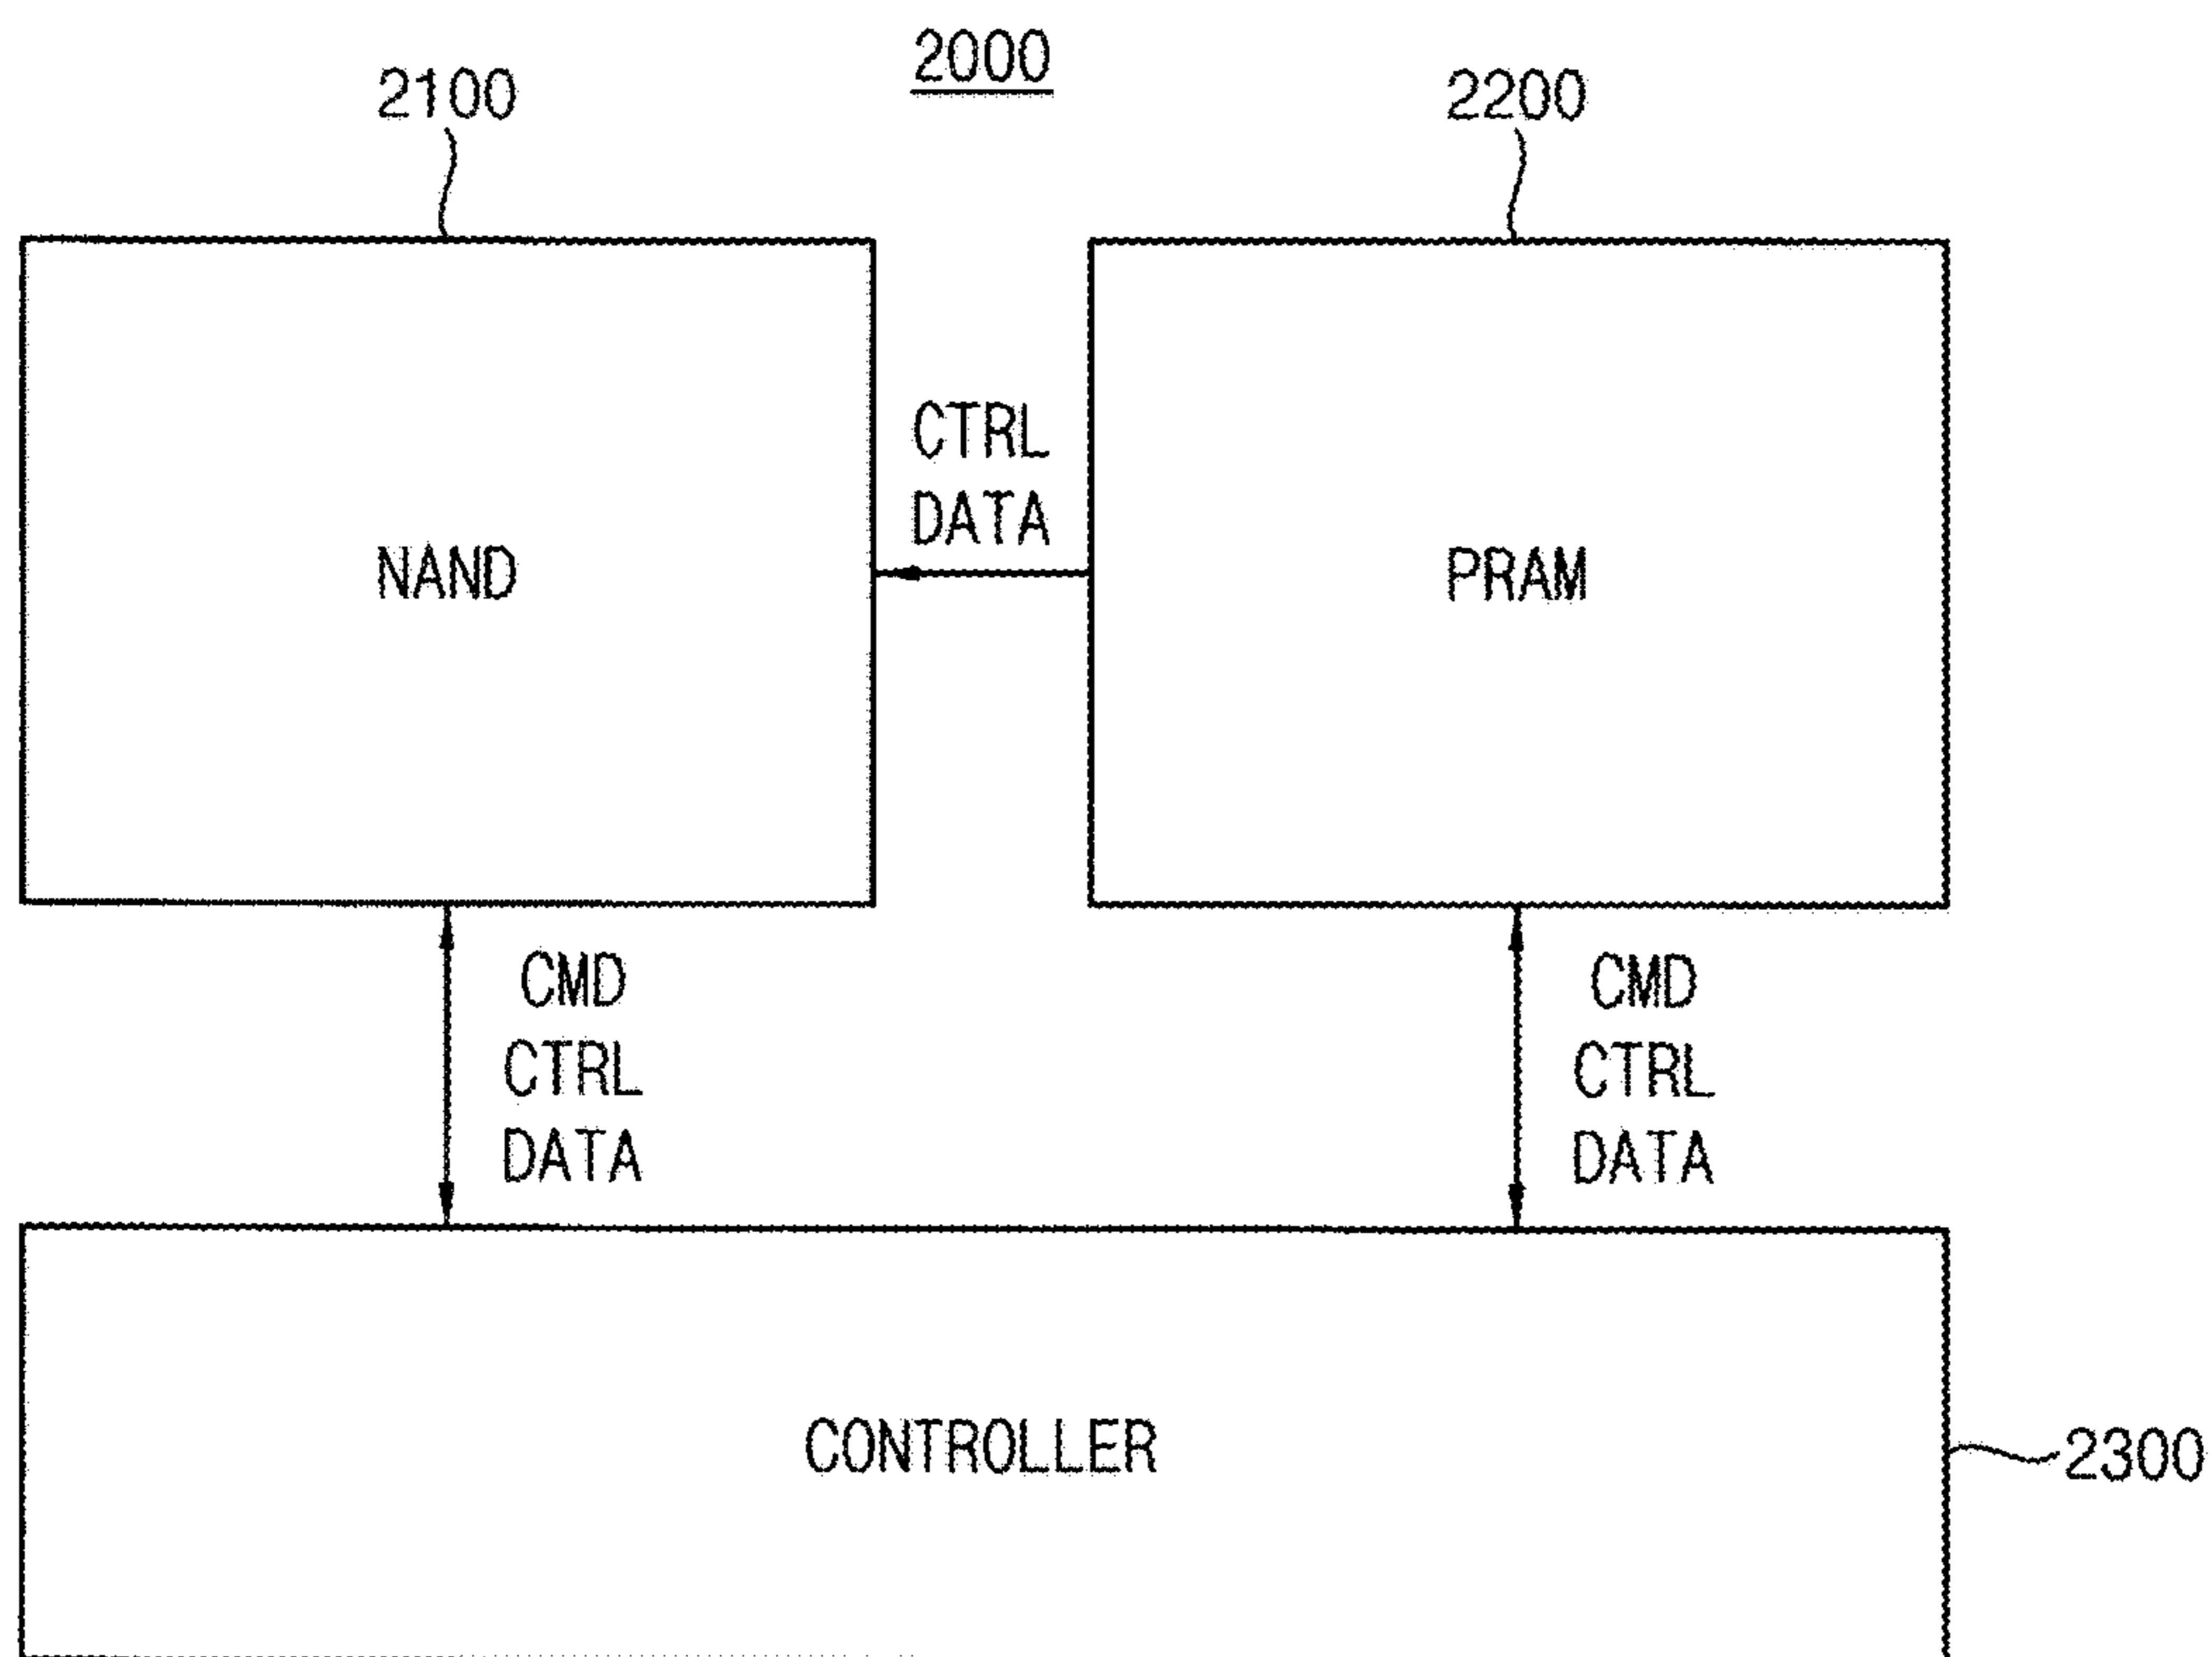 2000
2100
2200
CTRL
DATA
NAND
PRAM
CMD
CTRL
DATA
CMD
CTRL
DATA
CONTROLLER
2300